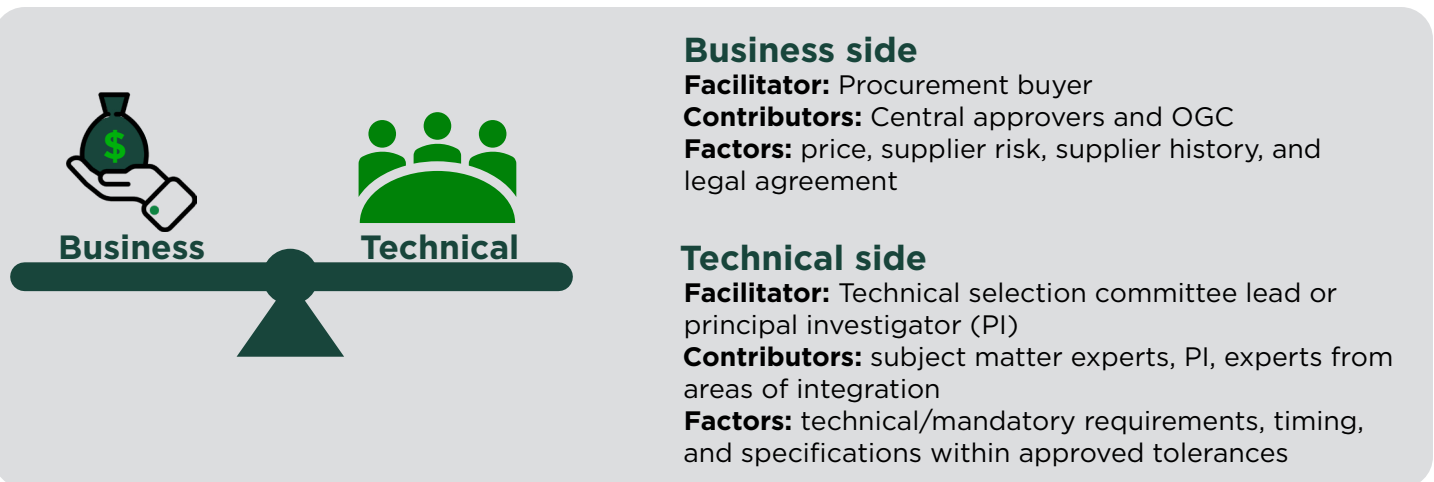 $
Business
Technical
Business side
Facilitator: Procurement buyer
Contributors: Central approvers and OGC
Factors: price, supplier risk, supplier history, and
legal agreement
Technical side
Facilitator: Technical selection committee lead or
principal investigator (PI)
Contributors: subject matter experts, PI, experts from
areas of integration
Factors: technical/mandatory requirements, timing,
and specifications within approved tolerances